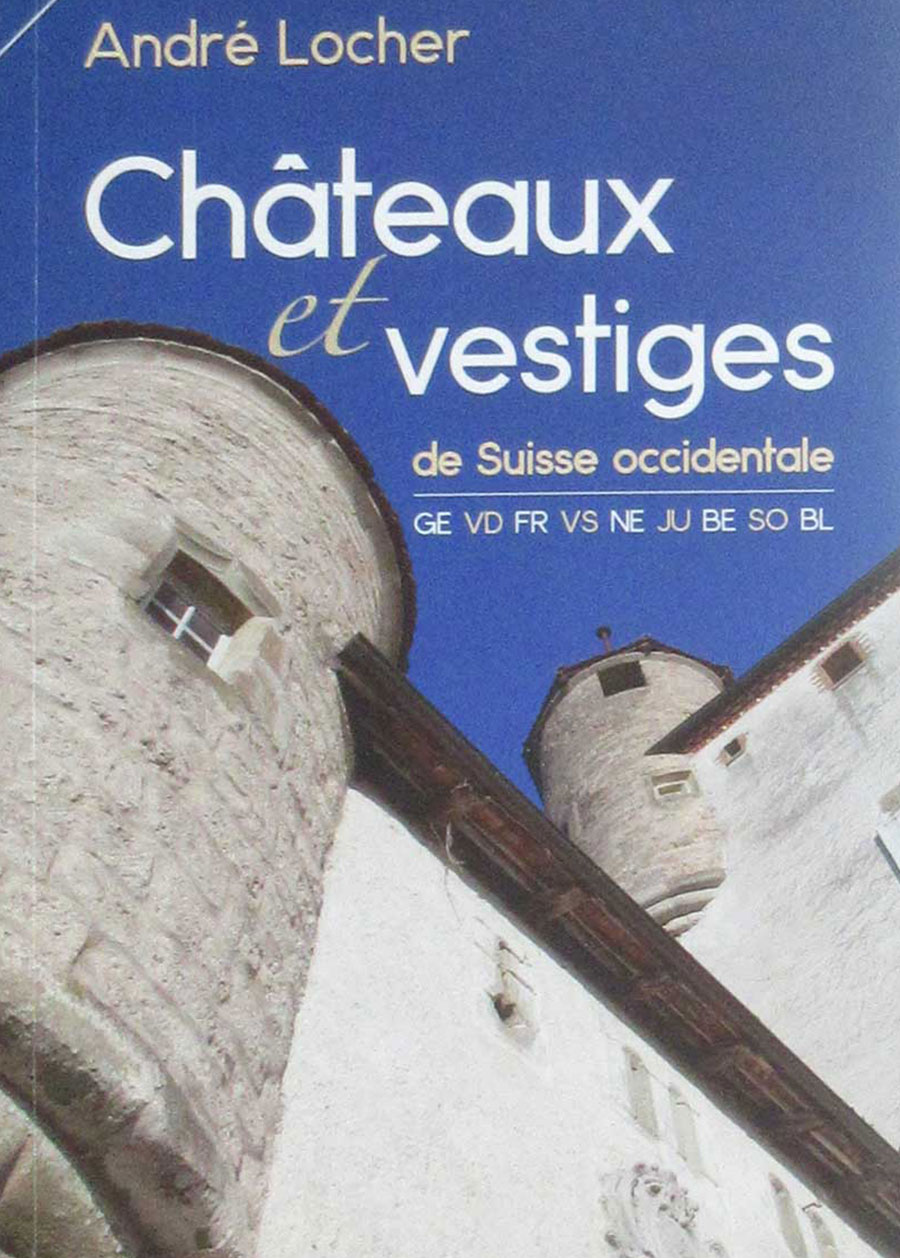 André Locher
Châteaux
et vestiges
de Suisse occidentale
GE VD FR VS NE JU BE SO BL